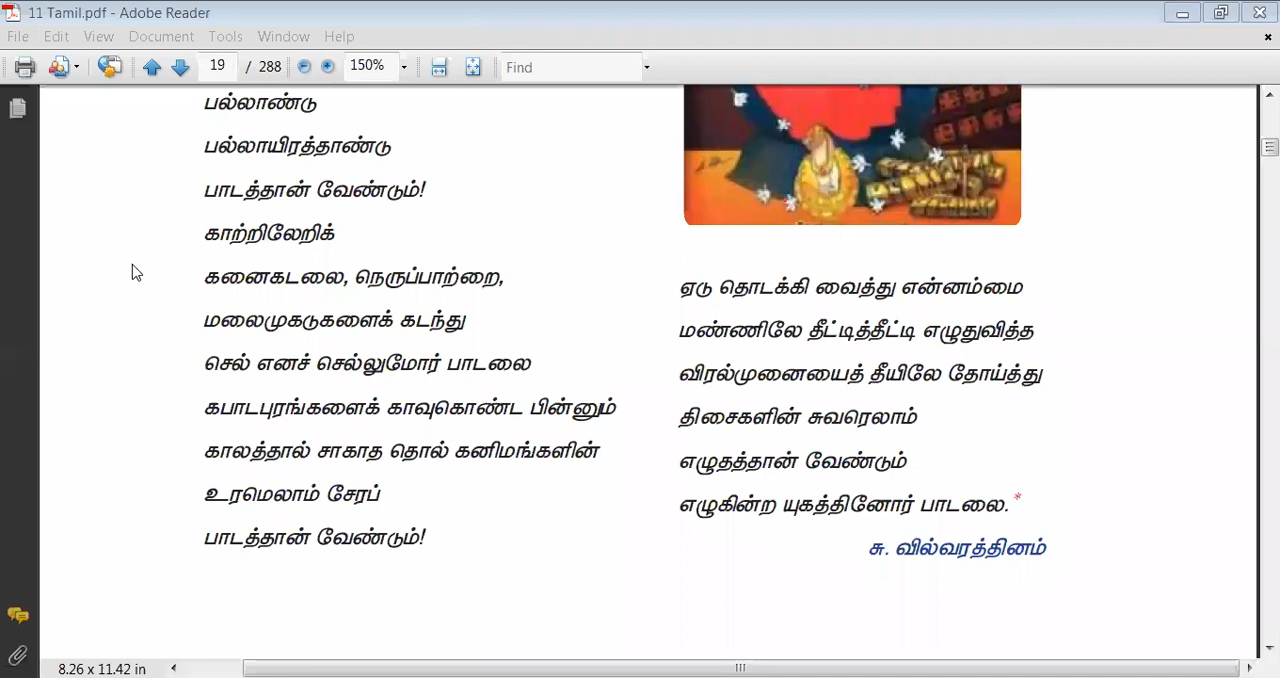 11 Tamil.pdf - Adobe Reader
File Edit View Document Tools Window Help
19 / 288 150% Find
பல்லாண்டு
பல்லாயிரத்தாண்டு
பாடத்தான் வேண்டும்!
காற்றிலேறிக்
கனைகடலை, நெருப்பாற்றை,
மலைமுகடுகளைக் கடந்து
செல் எனச் செல்லுமோர் பாடலை
கபாடபுரங்களைக் காவுகொண்ட பின்னும்
காலத்தால் சாகாத தொல் கனிமங்களின்
உரமெலாம் சேரப்
பாடத்தான் வேண்டும்!
ஏடு தொடக்கி வைத்து என்னம்மை
மண்ணிலே தீட்டித்தீட்டி எழுதுவித்த
விரல்முனையைத் தீயிலே தோய்த்து
திசைகளின் சுவரெலாம்
எழுதத்தான் வேண்டும்
எழுகின்ற யுகத்தினோர் பாடலை.*
சு. வில்வரத்தினம்
8.26 x 11.42 in